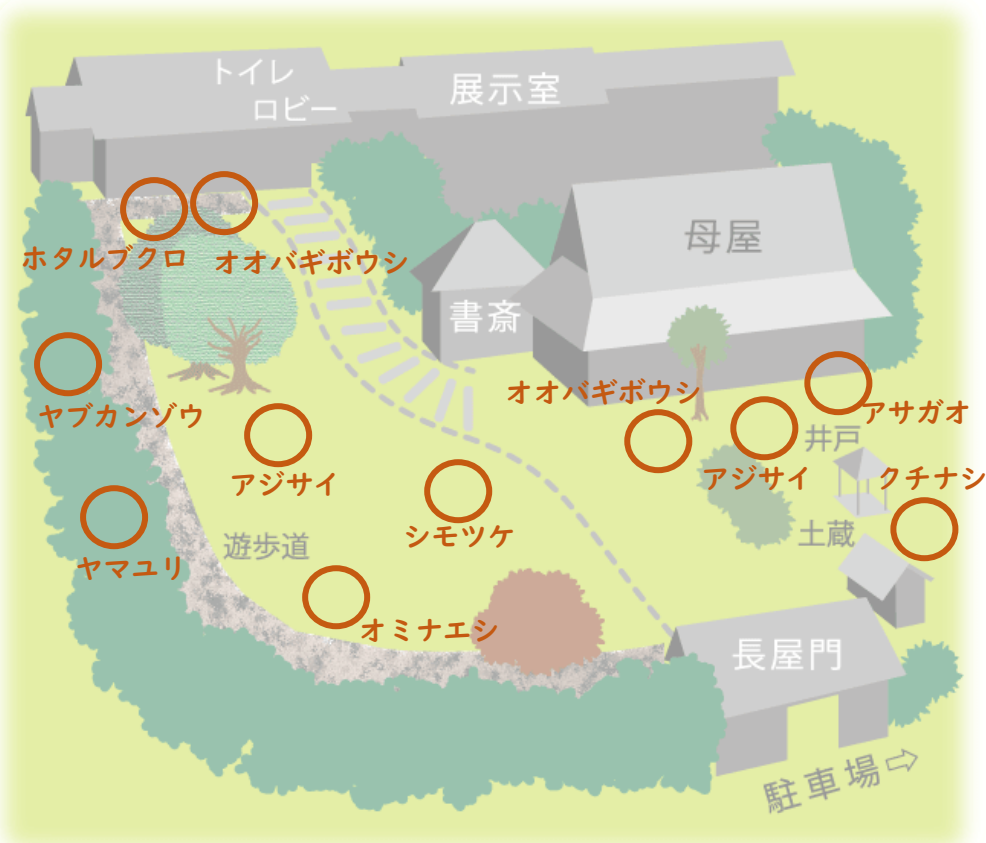 トイレ
ロビー
展示室
母屋
書斎
ホタルブクロ
オオバギボウシ
ヤブカンゾウ
アジサイ
オオバギボウシ
アサガオ
井戸
アジサイ
クチナシ
シモツケ
土蔵
遊歩道
ヤマユリ
オミナエシ
長屋門
駐車場⇨